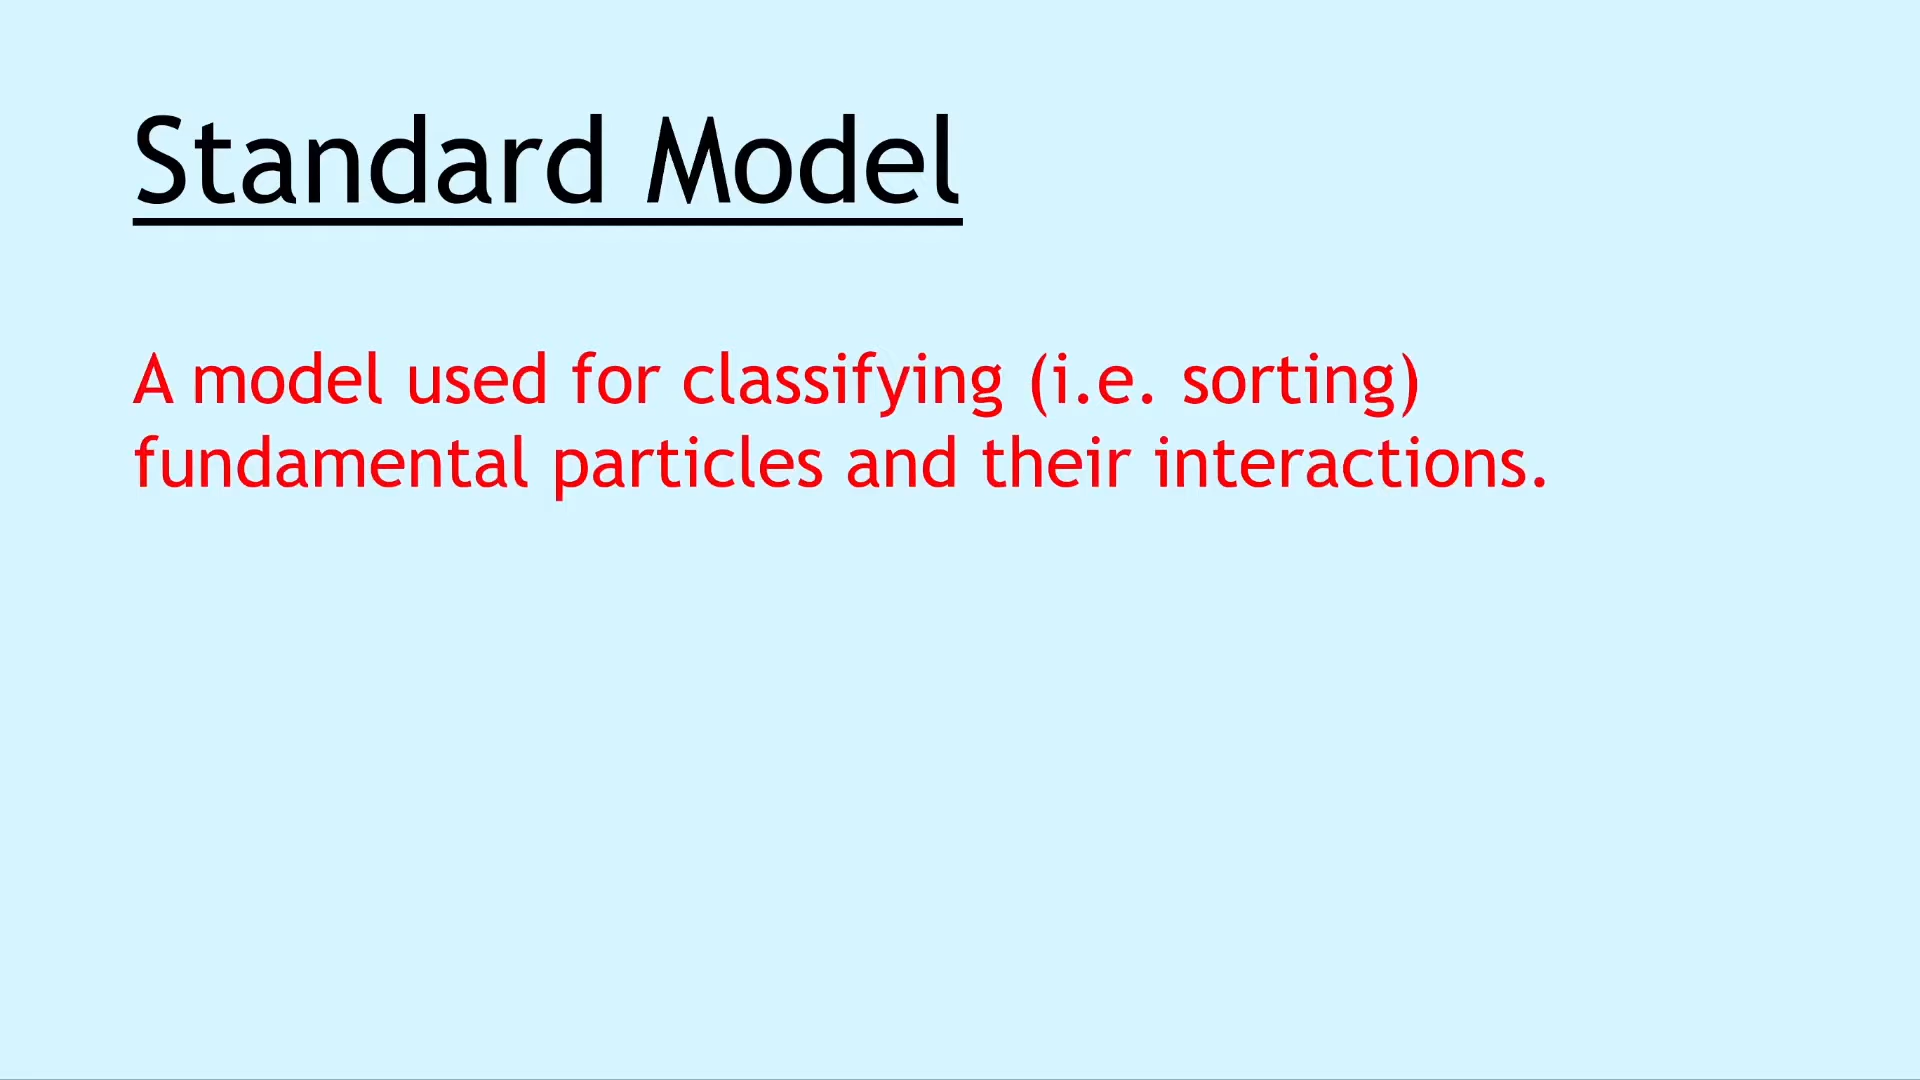 Standard Model
A model used for classifying (i.e. sorting)
fundamental particles and their interactions.